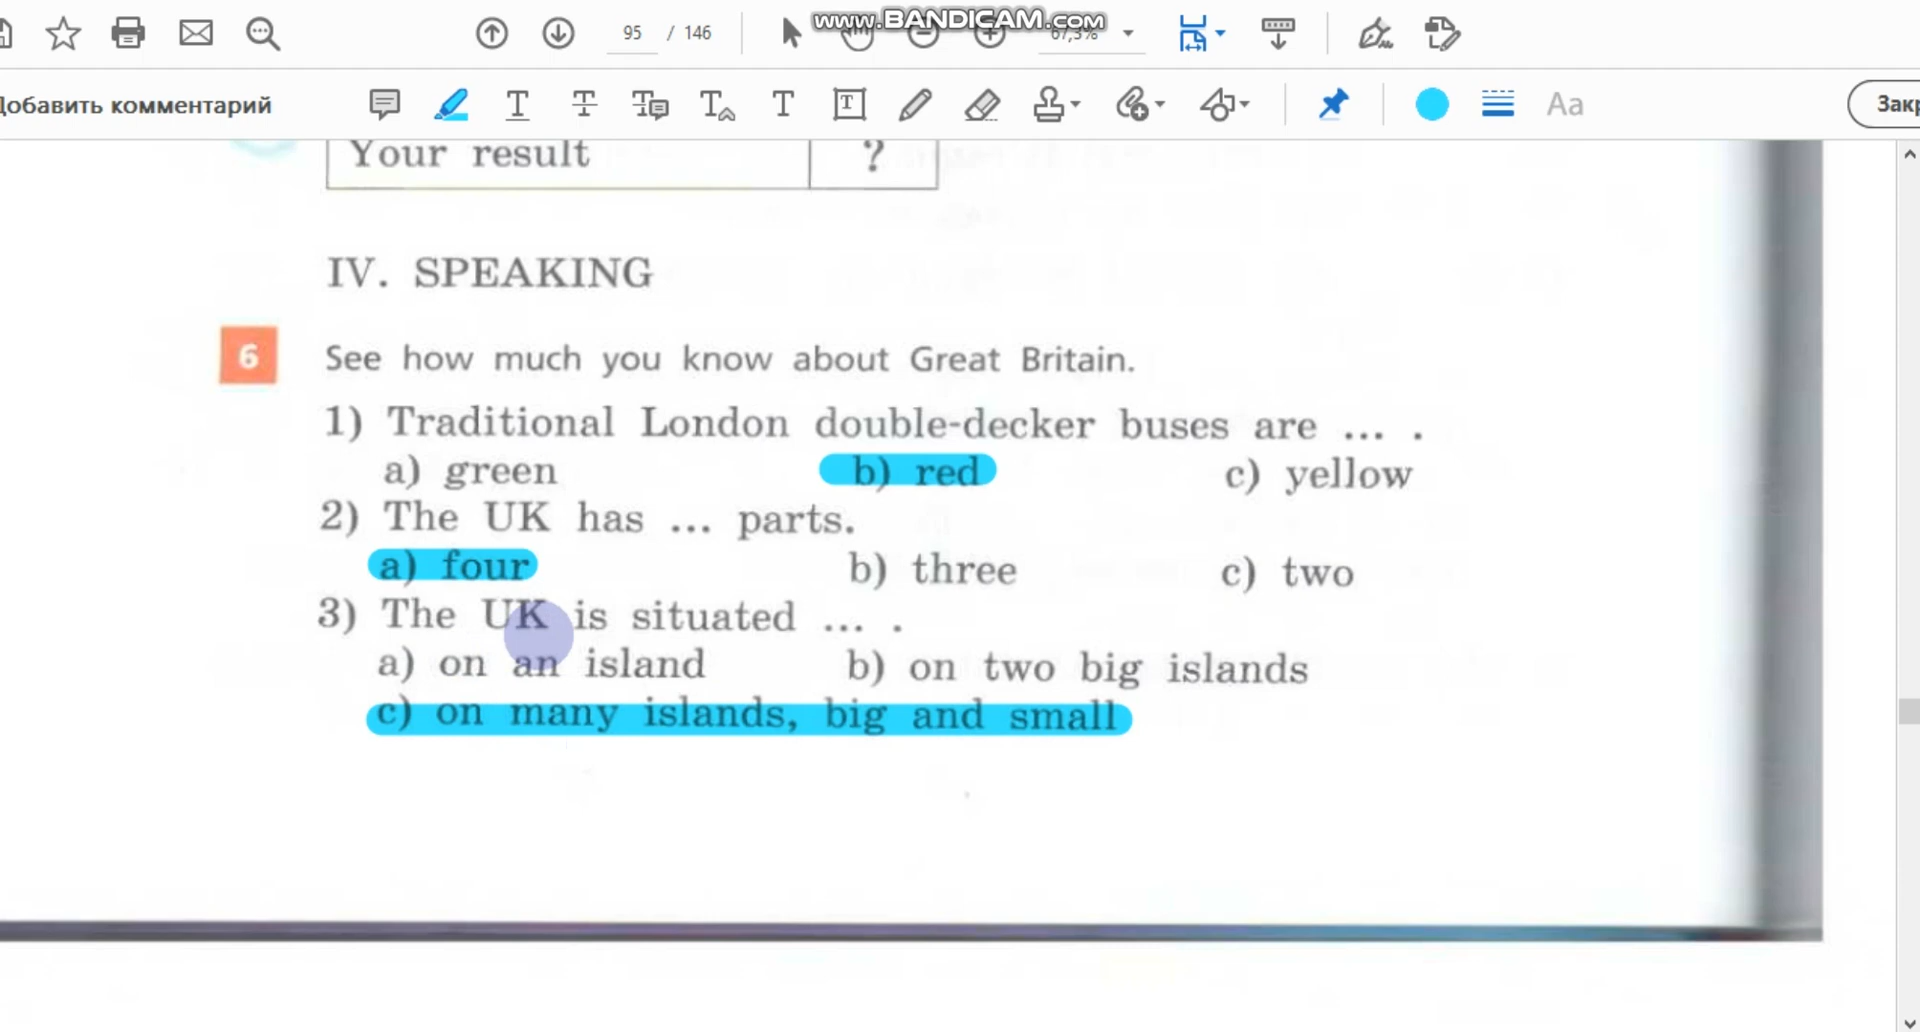 www.BANDICAM.com
95 / 146
67,3%
Добавить комментарий
Aa
Закр
Your result ?
IV. SPEAKING
6 See how much you know about Great Britain.
1) Traditional London double-decker buses are ... .
a) green b) red c) yellow
2) The UK has ... parts.
a) four b) three c) two
3) The UK is situated ... .
a) on an island b) on two big islands
c) on many islands, big and small